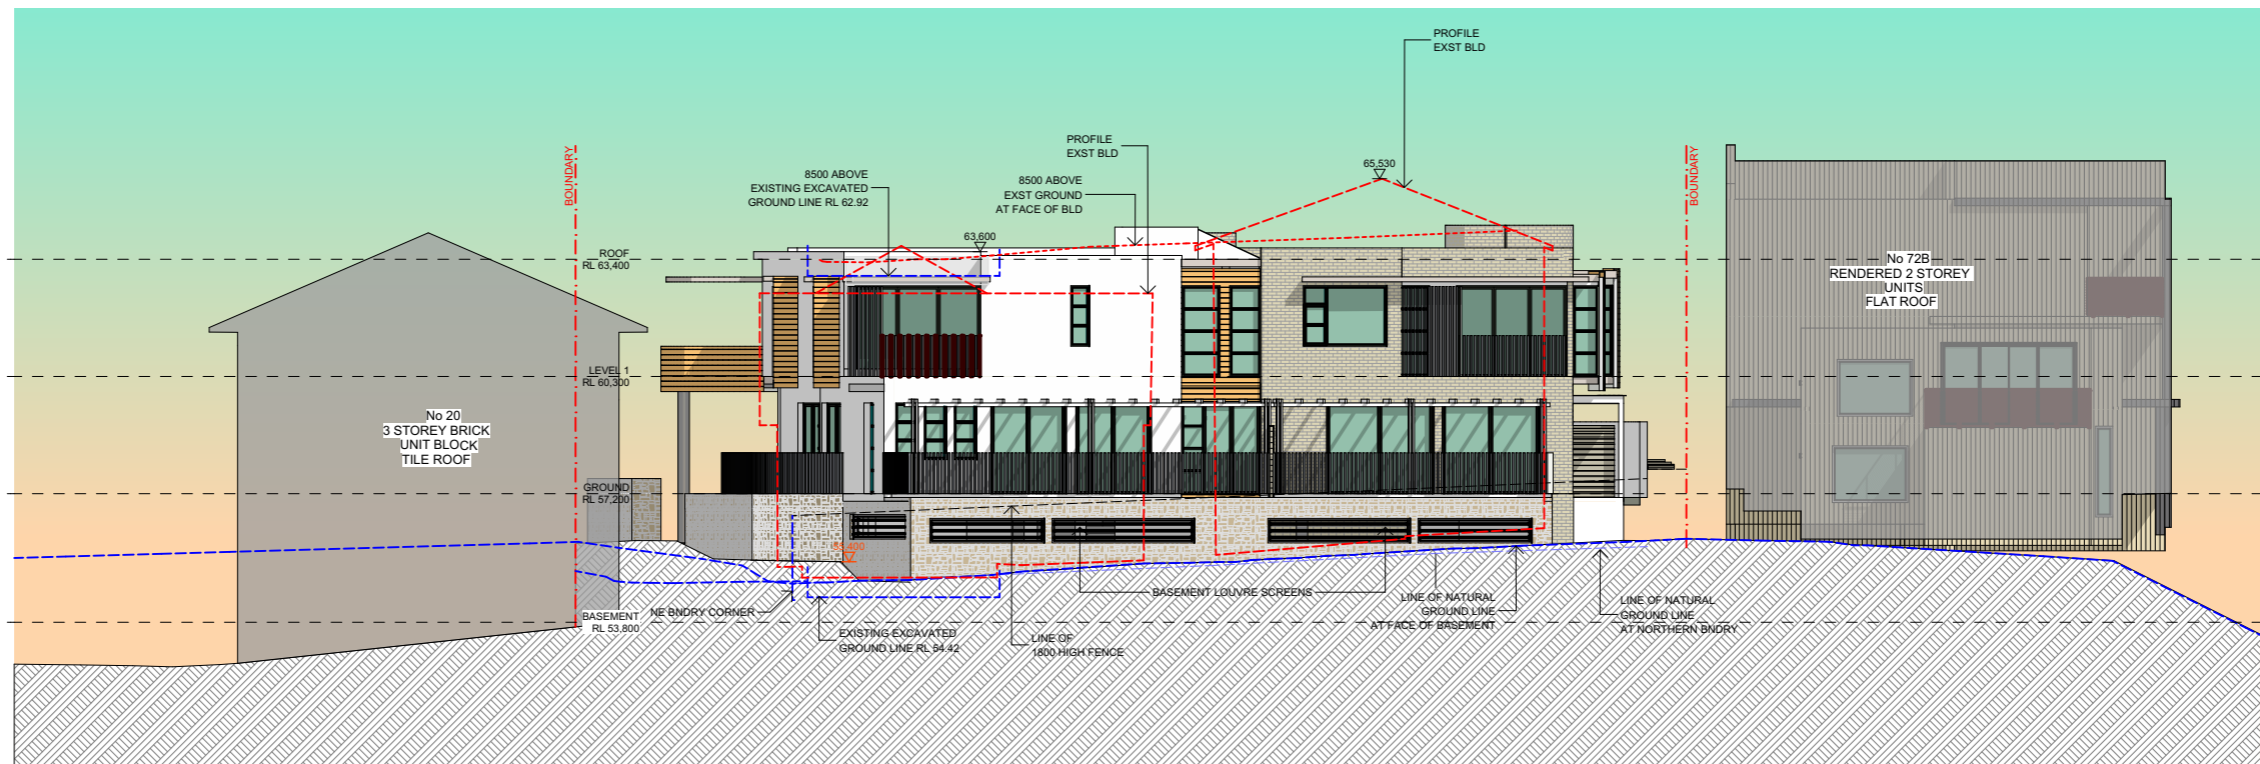 PROFILE
EXST BLD
PROFILE
EXST BLD
65,530
BOUNDARY
BOUNDARY
8500 ABOVE
EXISTING EXCAVATED
GROUND LINE RL 62.92
8500 ABOVE
EXST GROUND
AT FACE OF BLD
63,600
ROOF
RL 63,400
No 72B
RENDERED 2 STOREY
UNITS
FLAT ROOF
LEVEL 1
RL 60,300
No 20
3 STOREY BRICK
UNIT BLOCK
TILE ROOF
GROUND
RL 57,200
55,400
BASEMENT
RL 53,800
NE BNDRY CORNER
EXISTING EXCAVATED
GROUND LINE RL 54.42
LINE OF
1800 HIGH FENCE
BASEMENT LOUVRE SCREENS
LINE OF NATURAL
GROUND LINE
AT FACE OF BASEMENT
LINE OF NATURAL
GROUND LINE
AT NORTHERN BNDRY